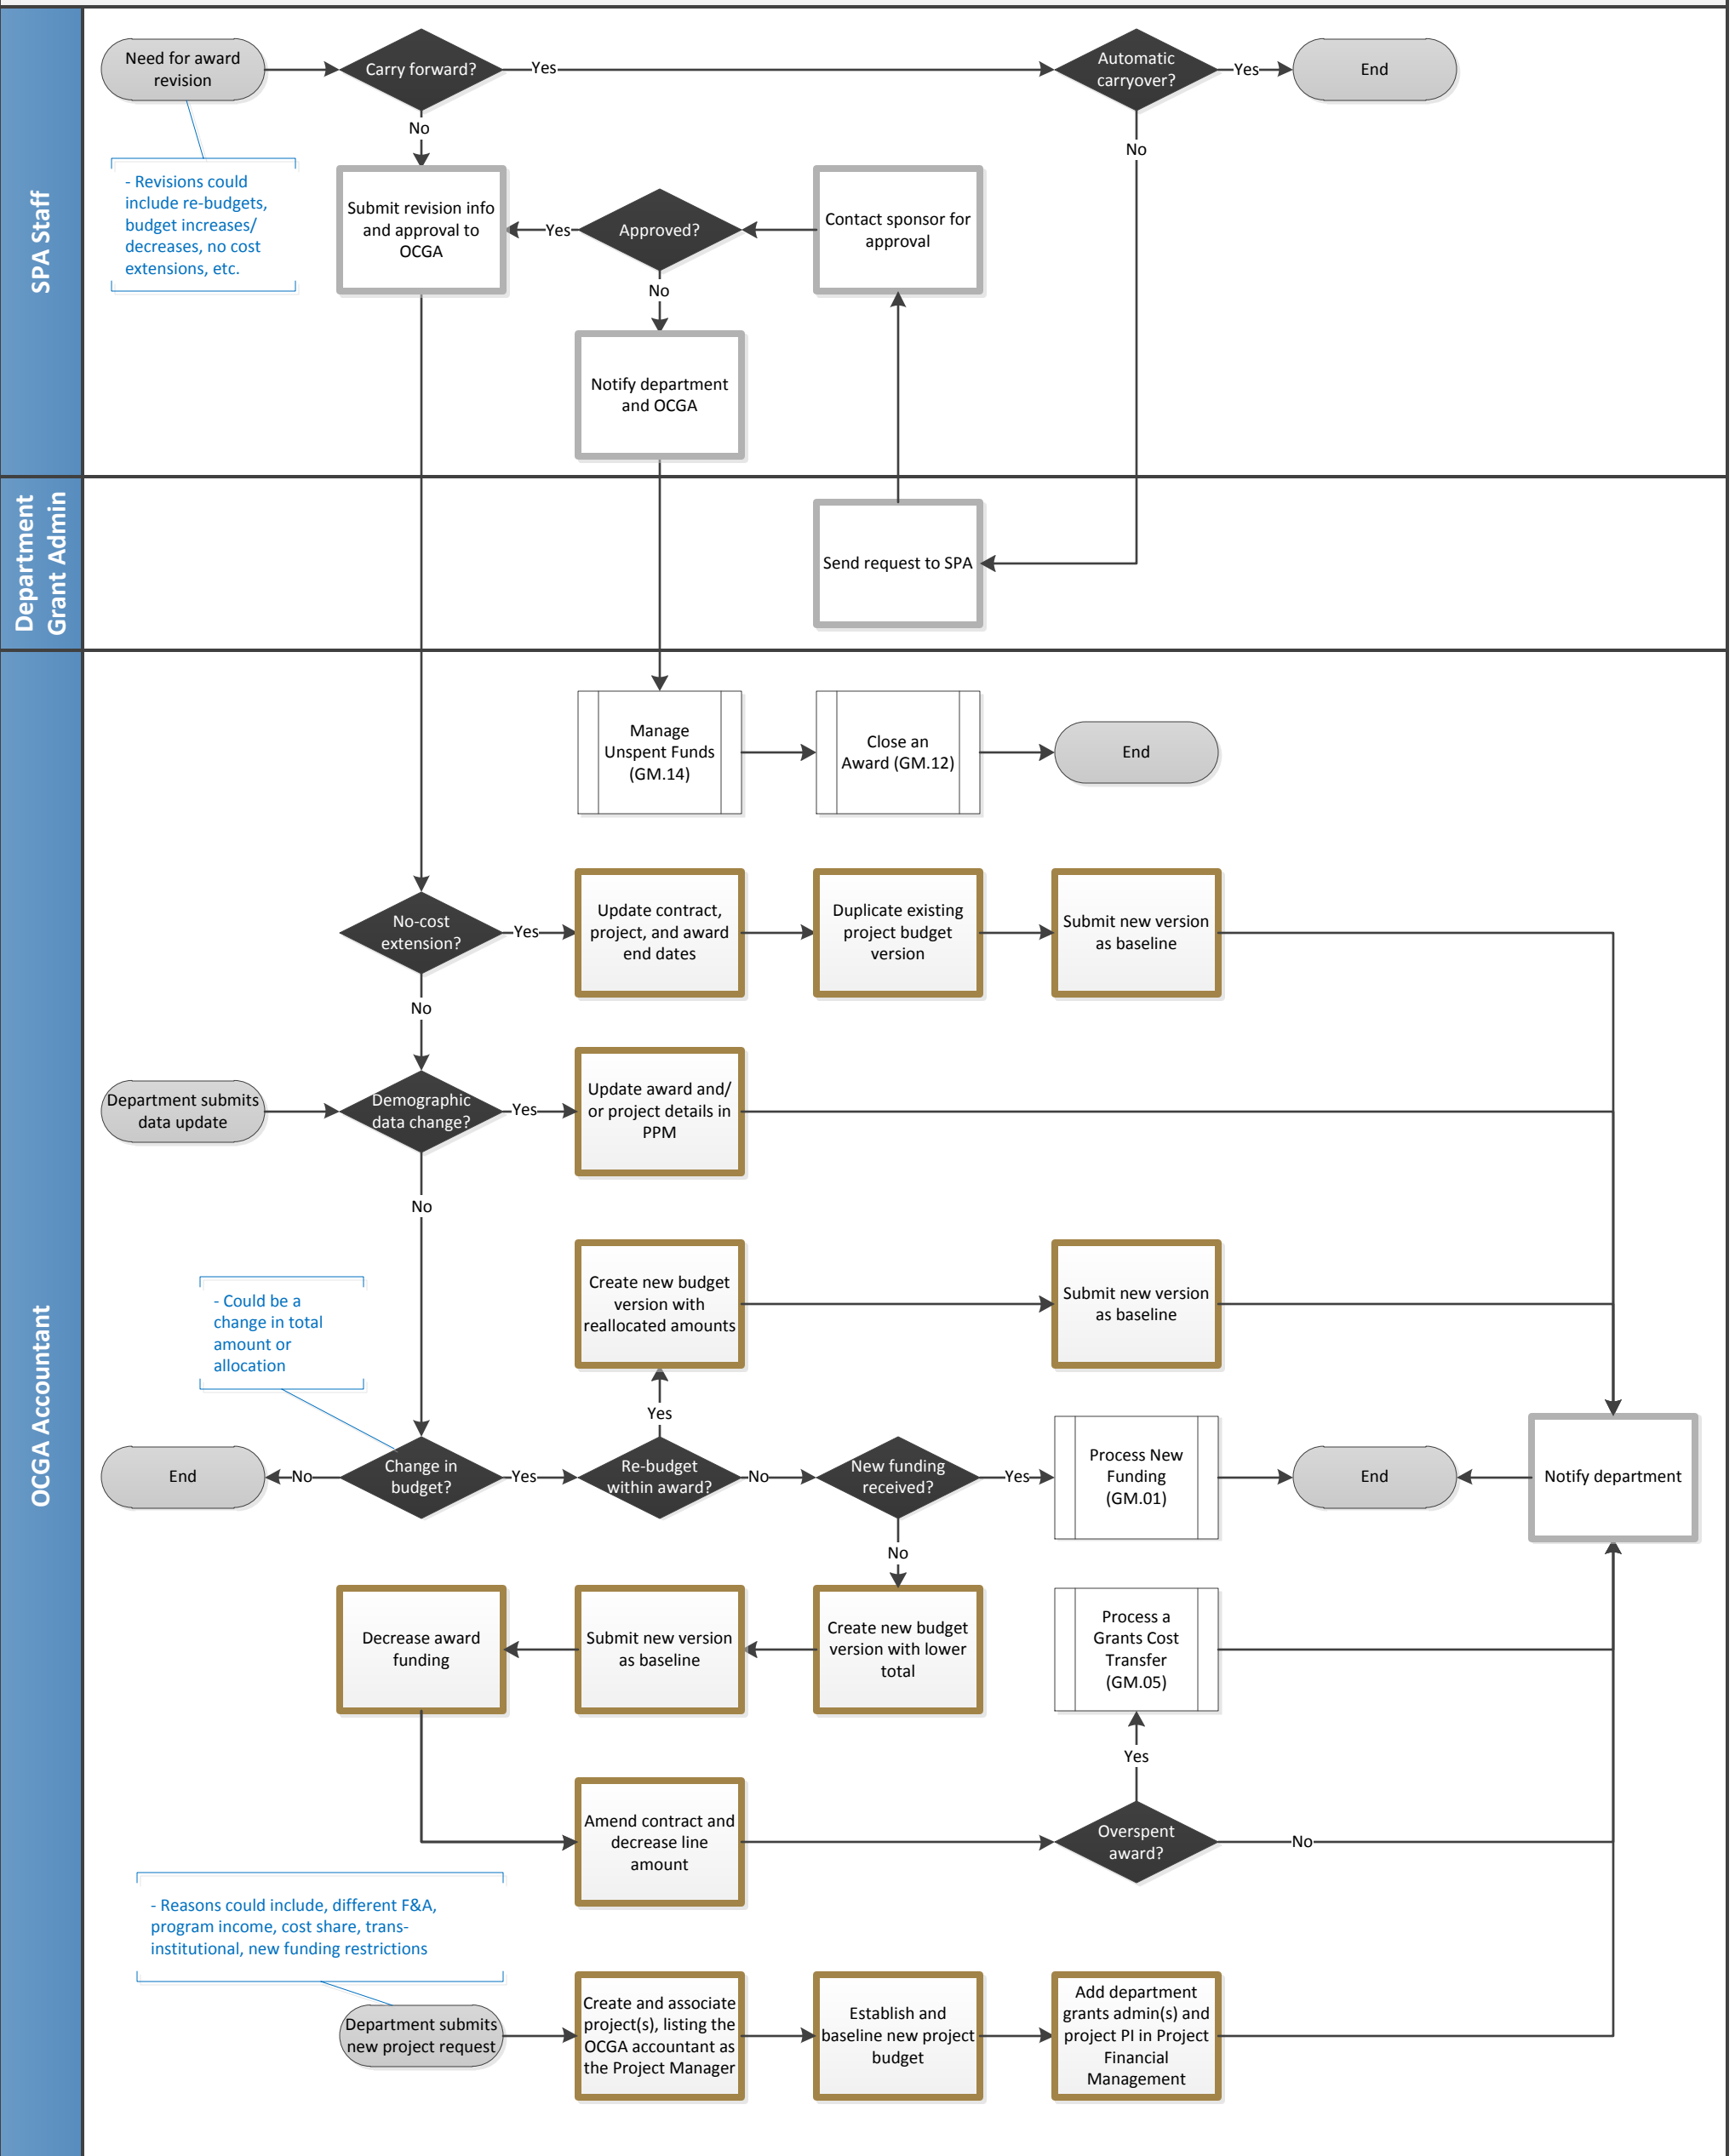 SPA Staff
Need for award
revision
Carry forward?
Yes
Automatic
carryover?
Yes
End
No
No
- Revisions could
include re-budgets,
budget increases/
decreases, no cost
extensions, etc.
Submit revision info
and approval to
OCGA
Yes
Approved?
Contact sponsor for
approval
No
Notify department
and OCGA
Department
Grant Admin
Send request to SPA
OCGA Accountant
Manage
Unspent Funds
(GM.14)
Close an
Award (GM.12)
End
No-cost
extension?
Yes
Update contract,
project, and award
end dates
Duplicate existing
project budget
version
Submit new version
as baseline
No
Department submits
data update
Demographic
data change?
Yes
Update award and/
or project details in
PPM
No
- Could be a
change in total
amount or
allocation
Create new budget
version with
reallocated amounts
Submit new version
as baseline
Yes
End
No
Change in
budget?
Yes
Re-budget
within award?
No
New funding
received?
Yes
Process New
Funding
(GM.01)
End
Notify department
No
Decrease award
funding
Submit new version
as baseline
Create new budget
version with lower
total
Process a
Grants Cost
Transfer
(GM.05)
Yes
Amend contract and
decrease line
amount
Overspent
award?
No
- Reasons could include, different F&A,
program income, cost share, trans-
institutional, new funding restrictions
Department submits
new project request
Create and associate
project(s), listing the
OCGA accountant as
the Project Manager
Establish and
baseline new project
budget
Add department
grants admin(s) and
project PI in Project
Financial
Management